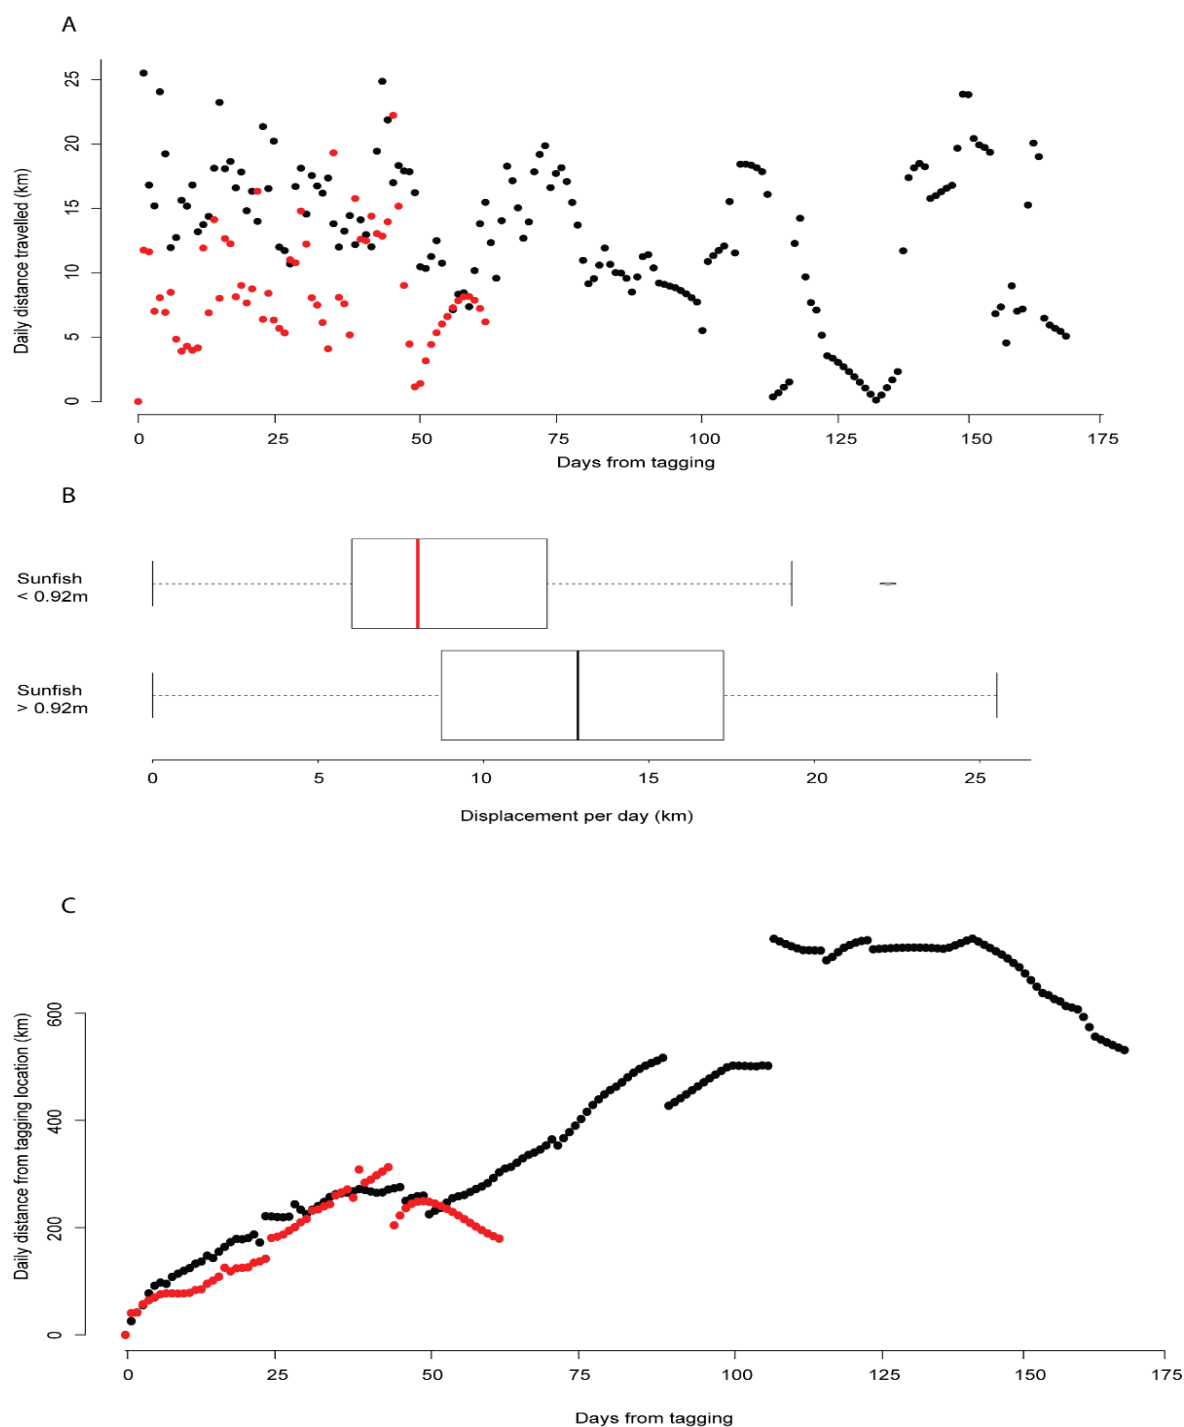 A
Daily distance travelled (km)
25
20
15
10
5
0
0 25 50 75 100 125 150 175
Days from tagging
B
Sunfish
< 0.92m
Sunfish
> 0.92m
0 5 10 15 20 25
Displacement per day (km)
C
Daily distance from tagging location (km)
600
400
200
0
0 25 50 75 100 125 150 175
Days from tagging